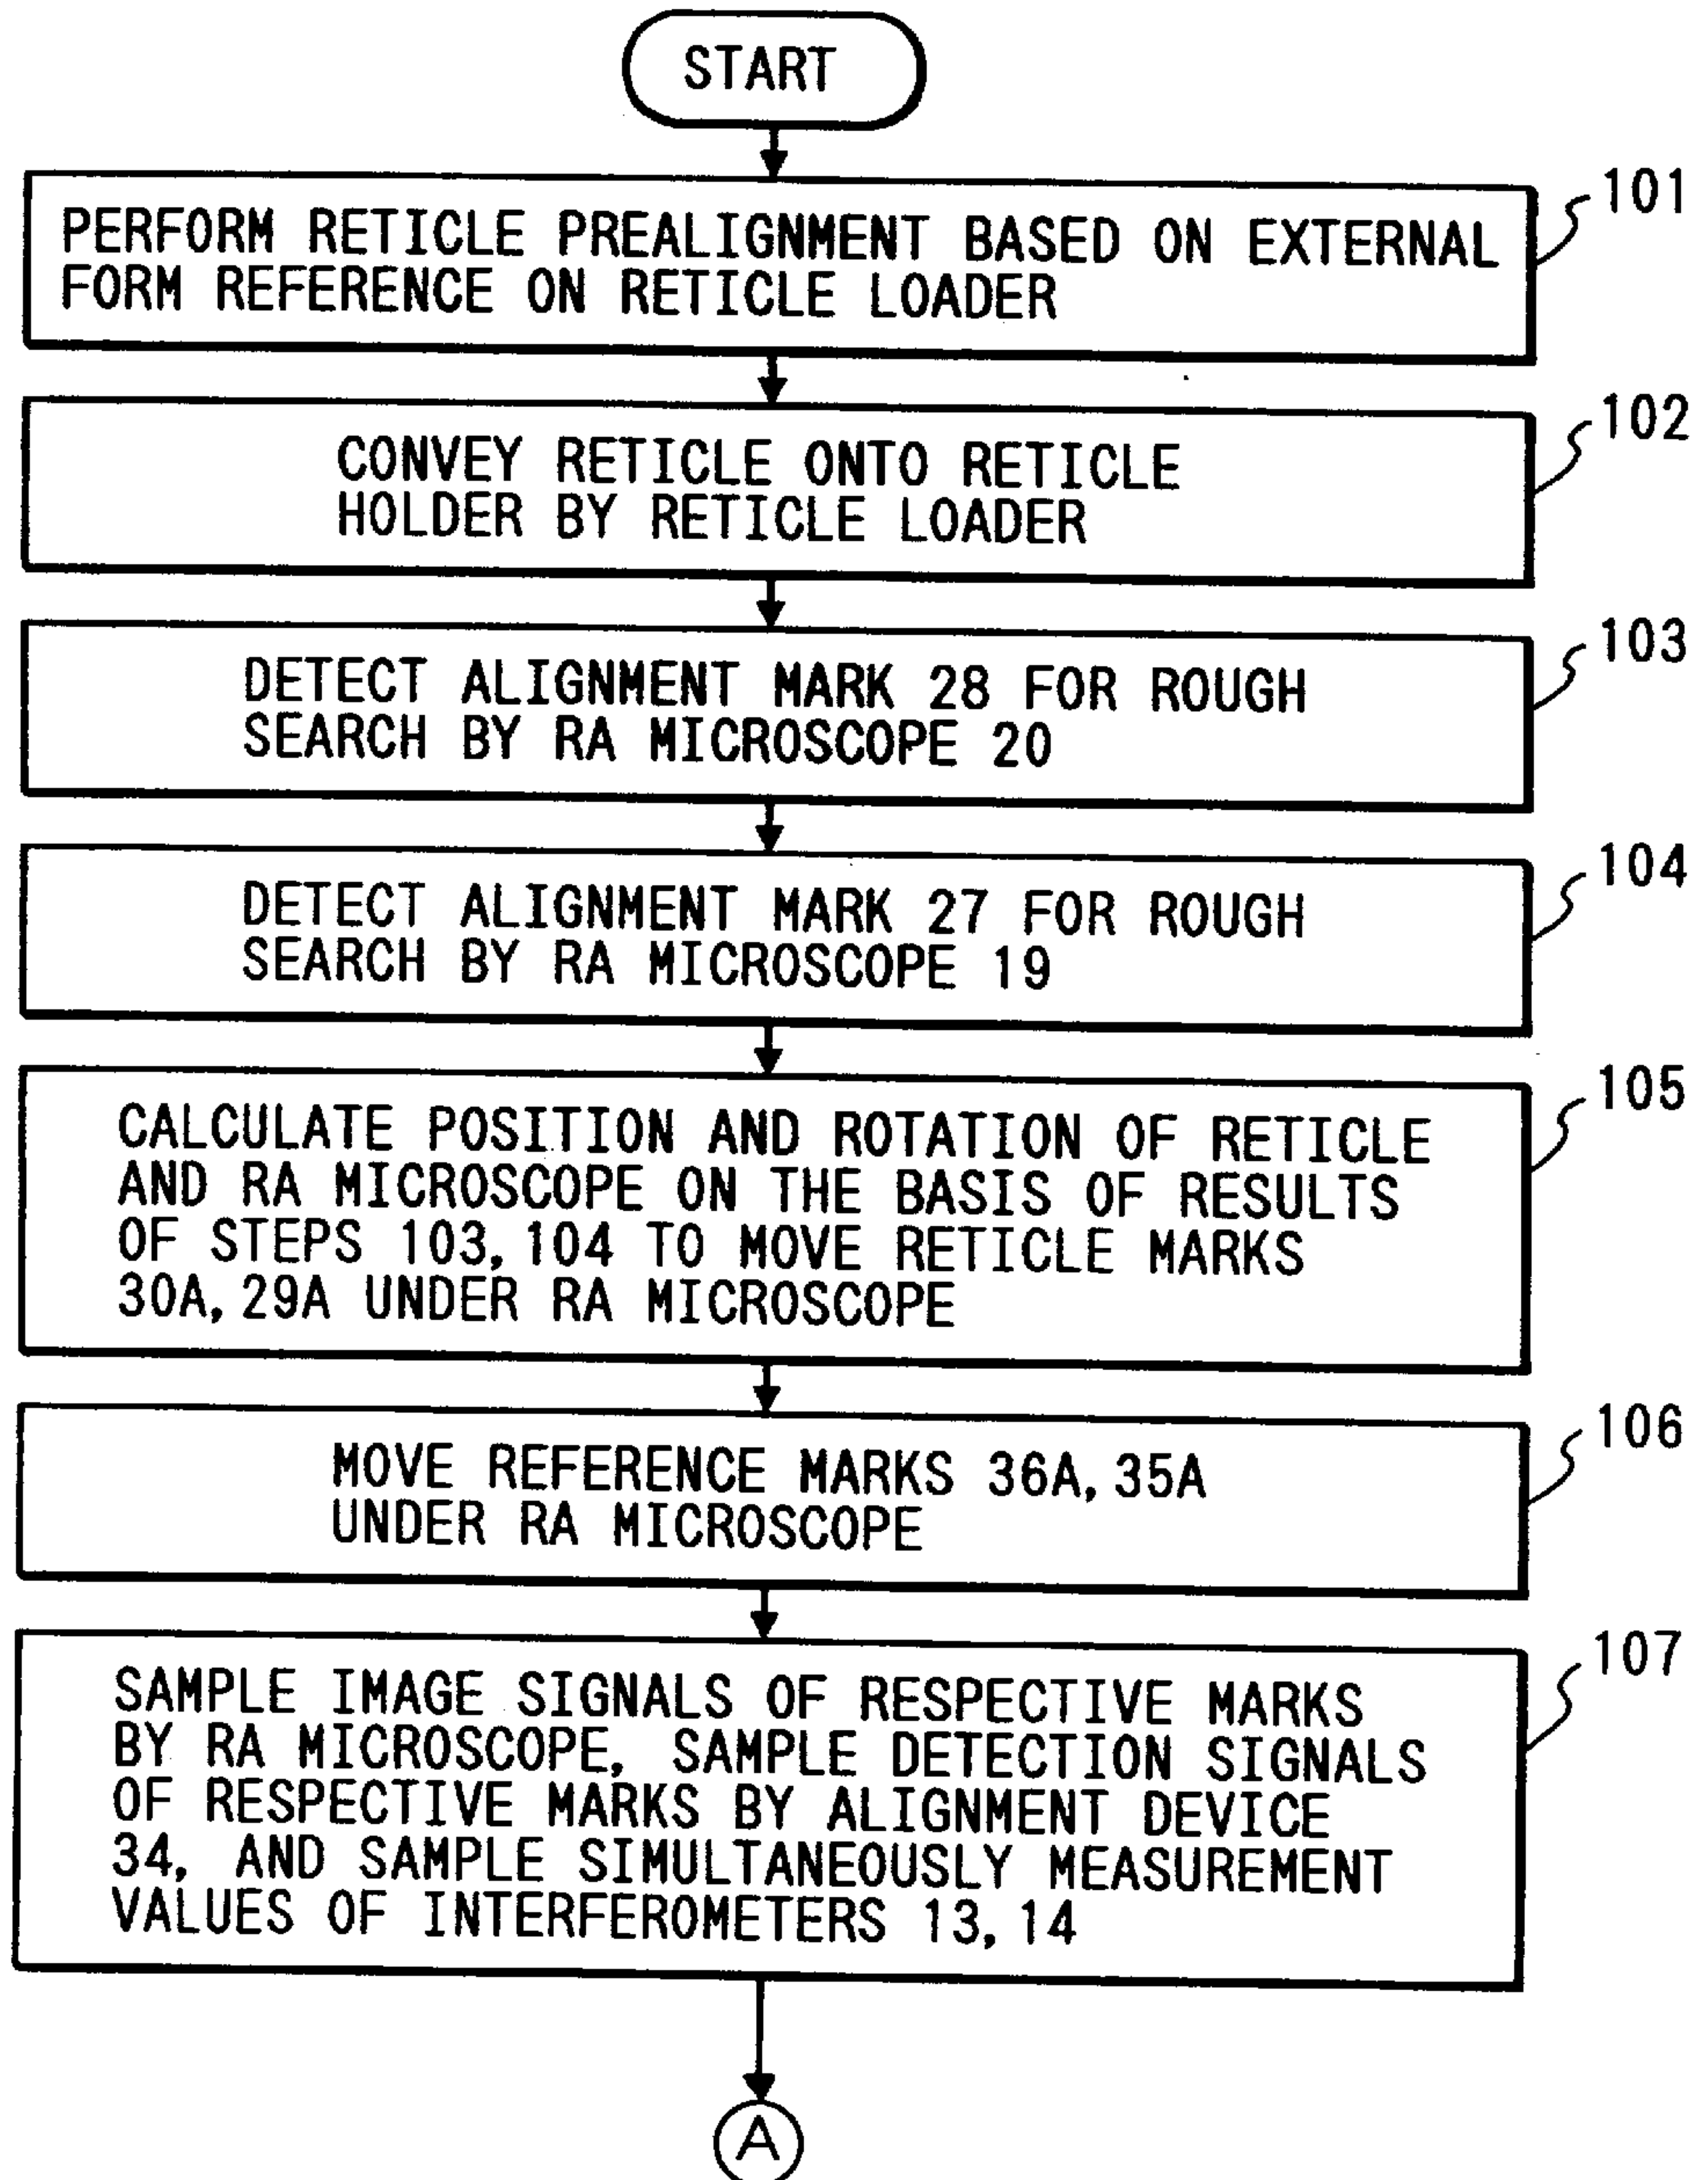 START
101
PERFORM RETICLE PREALIGNMENT BASED ON EXTERNAL
FORM REFERENCE ON RETICLE LOADER
102
CONVEY RETICLE ONTO RETICLE
HOLDER BY RETICLE LOADER
103
DETECT ALIGNMENT MARK 28 FOR ROUGH
SEARCH BY RA MICROSCOPE 20
104
DETECT ALIGNMENT MARK 27 FOR ROUGH
SEARCH BY RA MICROSCOPE 19
105
CALCULATE POSITION AND ROTATION OF RETICLE
AND RA MICROSCOPE ON THE BASIS OF RESULTS
OF STEPS 103, 104 TO MOVE RETICLE MARKS
30A, 29A UNDER RA MICROSCOPE
106
MOVE REFERENCE MARKS 36A, 35A
UNDER RA MICROSCOPE
107
SAMPLE IMAGE SIGNALS OF RESPECTIVE MARKS
BY RA MICROSCOPE, SAMPLE DETECTION SIGNALS
OF RESPECTIVE MARKS BY ALIGNMENT DEVICE
34, AND SAMPLE SIMULTANEOUSLY MEASUREMENT
VALUES OF INTERFEROMETERS 13, 14
A